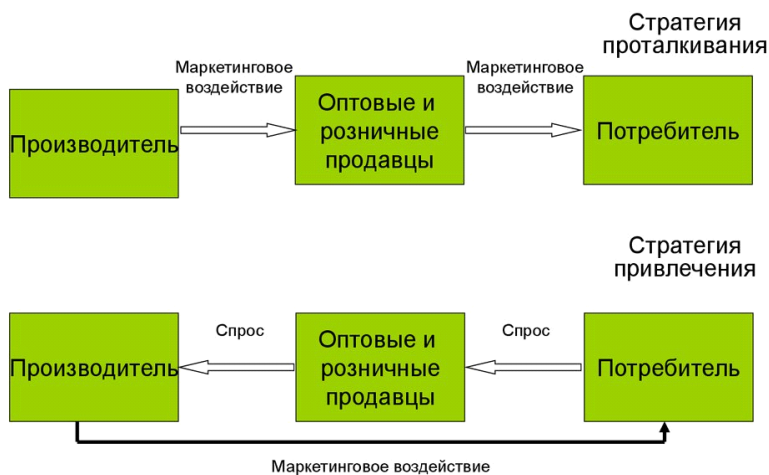 Стратегия
проталкивания
Маркетинговое
воздействие
Маркетинговое
воздействие
Производитель
Оптовые и
розничные
продавцы
Потребитель
Стратегия
привлечения
Спрос
Спрос
Производитель
Оптовые и
розничные
продавцы
Потребитель
Маркетинговое воздействие